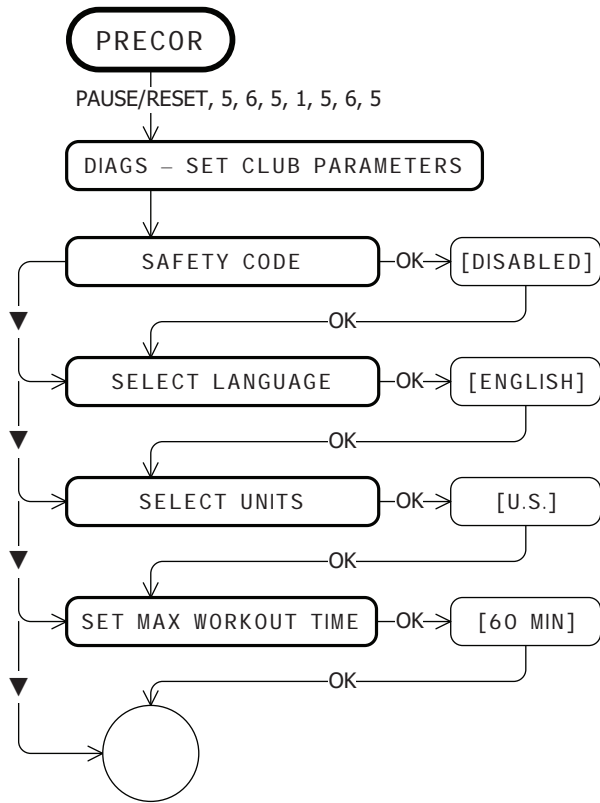 PRECOR
PAUSE/RESET, 5, 6, 5, 1, 5, 6, 5
DIAGS – SET CLUB PARAMETERS
SAFETY CODE
OK
[DISABLED]
OK
SELECT LANGUAGE
OK
[ENGLISH]
OK
SELECT UNITS
OK
[U.S.]
OK
SET MAX WORKOUT TIME
OK
[60 MIN]
OK